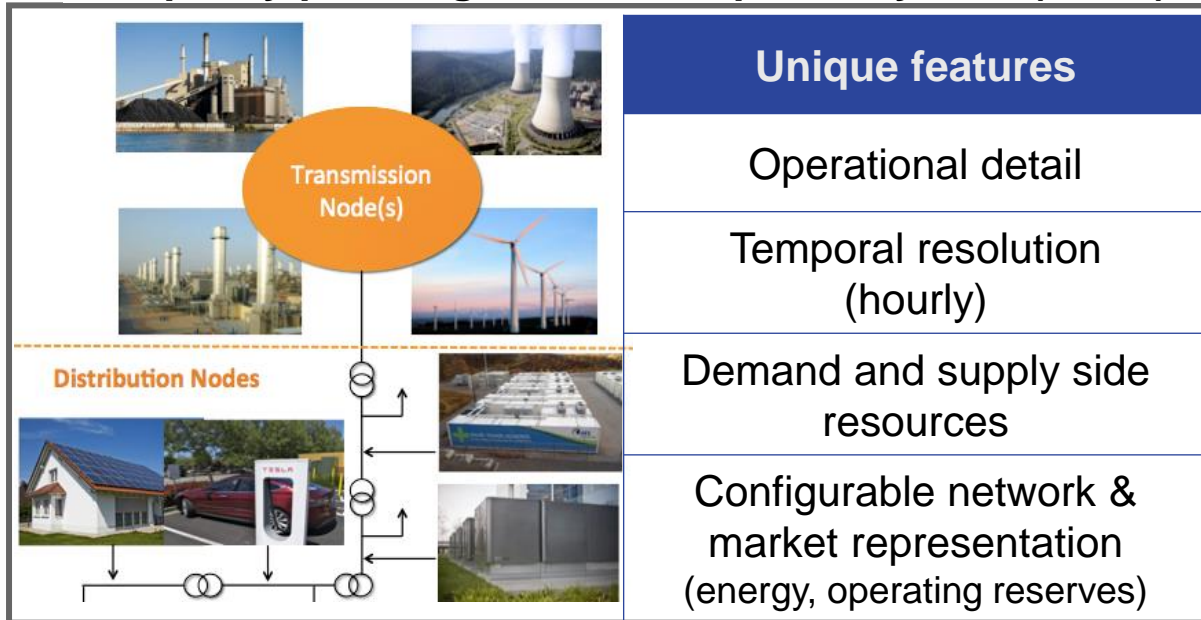 Unique features
Transmission
Node(s)
Operational detail
Temporal resolution
(hourly)
Distribution Nodes
TESLA
Demand and supply side
resources
Configurable network &
market representation
(energy, operating reserves)